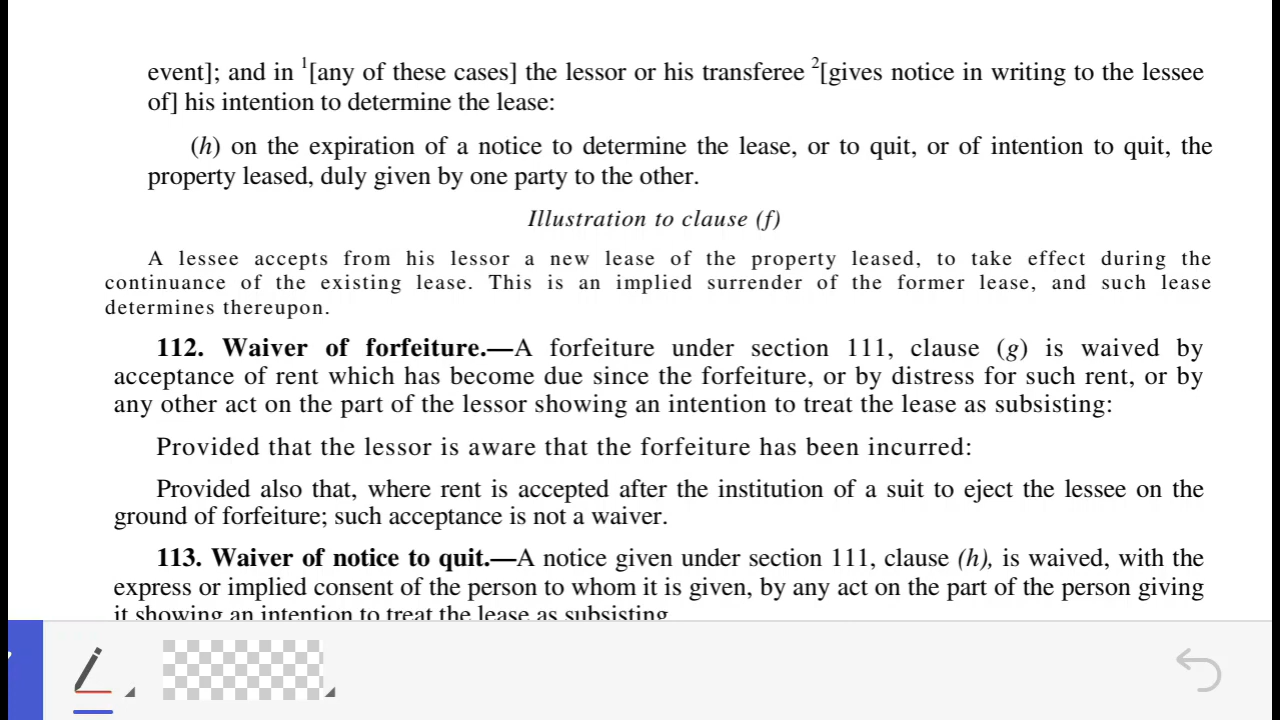 event]; and in 1[any of these cases] the lessor or his transferee 2[gives notice in writing to the lessee
of] his intention to determine the lease:
(h) on the expiration of a notice to determine the lease, or to quit, or of intention to quit, the
property leased, duly given by one party to the other.
Illustration to clause (f)
A lessee accepts from his lessor a new lease of the property leased, to take effect during the
continuance of the existing lease. This is an implied surrender of the former lease, and such lease
determines thereupon.
112. Waiver of forfeiture.—A forfeiture under section 111, clause (g) is waived by
acceptance of rent which has become due since the forfeiture, or by distress for such rent, or by
any other act on the part of the lessor showing an intention to treat the lease as subsisting:
Provided that the lessor is aware that the forfeiture has been incurred:
Provided also that, where rent is accepted after the institution of a suit to eject the lessee on the
ground of forfeiture; such acceptance is not a waiver.
113. Waiver of notice to quit.—A notice given under section 111, clause (h), is waived, with the
express or implied consent of the person to whom it is given, by any act on the part of the person giving
it showing an intention to treat the lease as subsisting